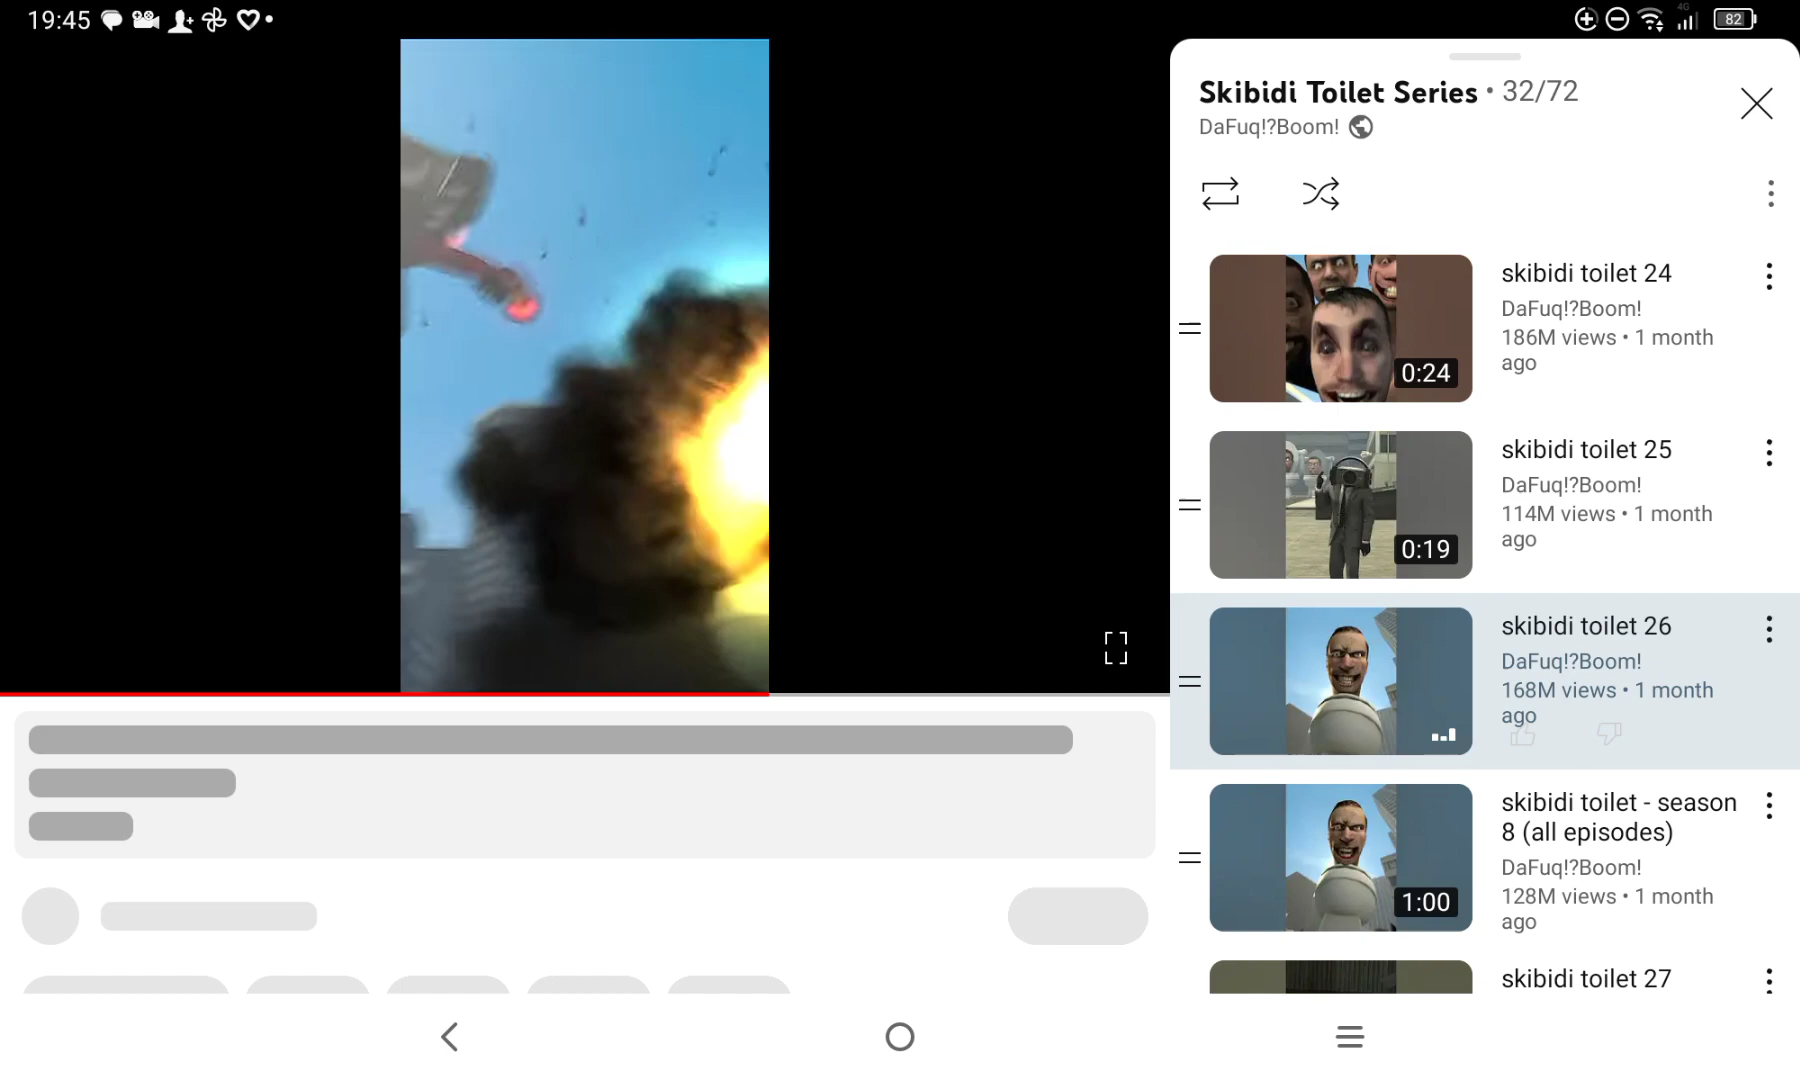 19:45
4G
82
Skibidi Toilet Series • 32/72
DaFuq!?Boom!
skibidi toilet 24
DaFuq!?Boom!
186M views • 1 month
ago
0:24
skibidi toilet 25
DaFuq!?Boom!
114M views • 1 month
ago
0:19
skibidi toilet 26
DaFuq!?Boom!
168M views • 1 month
ago
skibidi toilet - season
8 (all episodes)
DaFuq!?Boom!
128M views • 1 month
ago
1:00
skibidi toilet 27